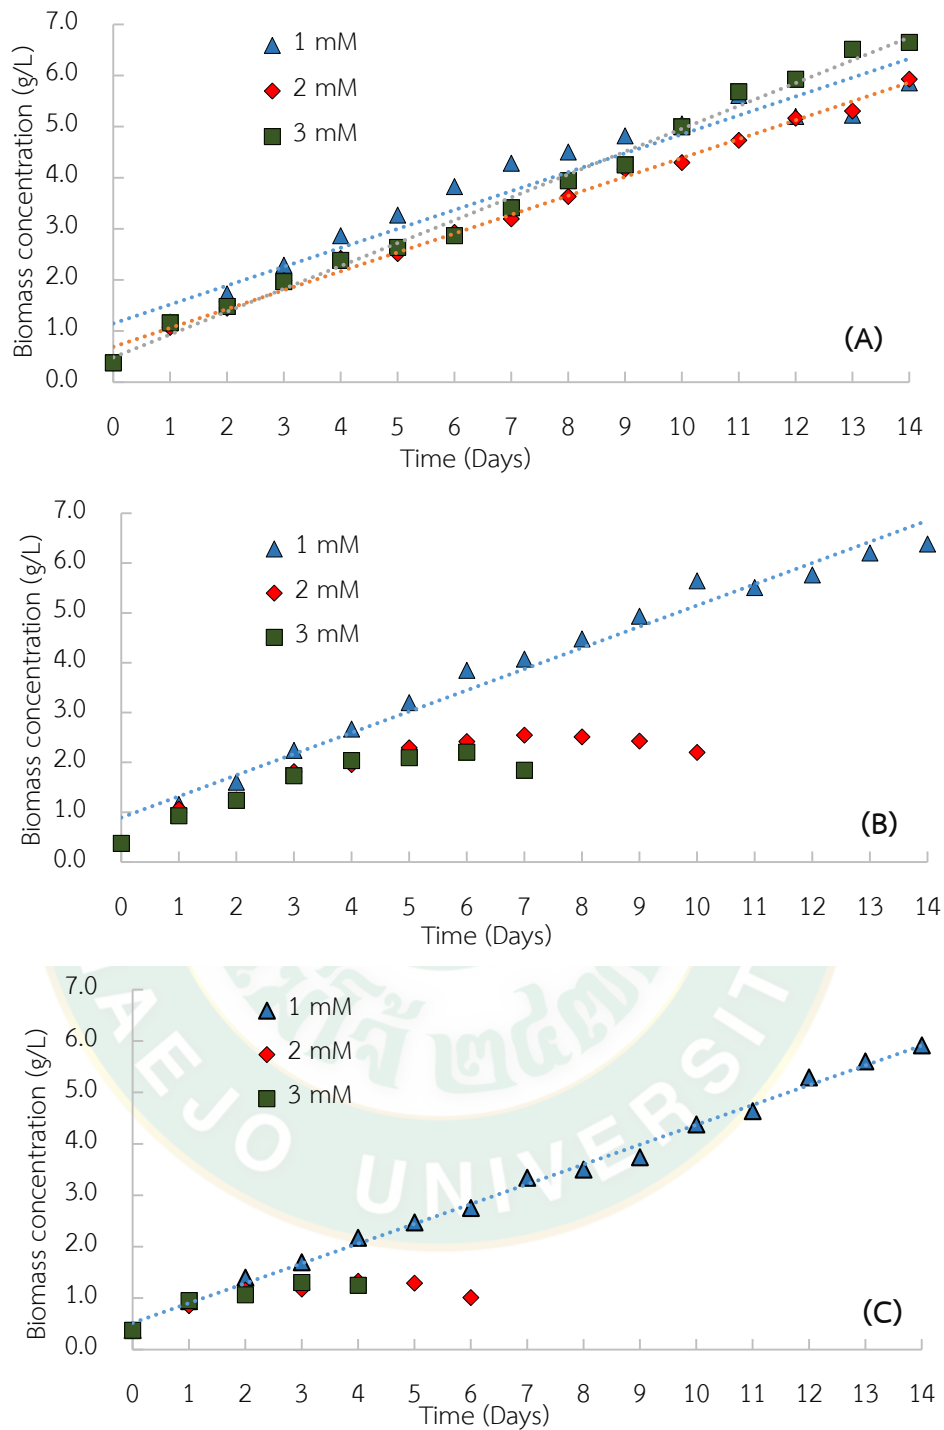 7.0
6.0
5.0
4.0
3.0
2.0
1.0
0.0
Biomass concentration (g/L)
1 mM
2 mM
3 mM
(A)
0 1 2 3 4 5 6 7 8 9 10 11 12 13 14
Time (Days)
7.0
6.0
5.0
4.0
3.0
2.0
1.0
0.0
Biomass concentration (g/L)
1 mM
2 mM
3 mM
(B)
0 1 2 3 4 5 6 7 8 9 10 11 12 13 14
Time (Days)
7.0
6.0
5.0
4.0
3.0
2.0
1.0
0.0
Biomass concentration (g/L)
1 mM
2 mM
3 mM
(C)
0 1 2 3 4 5 6 7 8 9 10 11 12 13 14
Time (Days)
AEJO UNIVERSIT